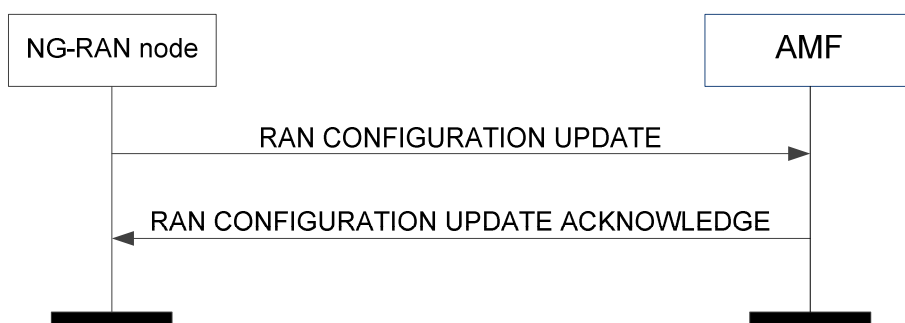 NG-RAN node
AMF
RAN CONFIGURATION UPDATE
RAN CONFIGURATION UPDATE ACKNOWLEDGE